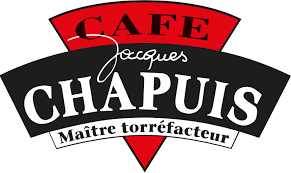 CAFE
Jacques
CHAPUIS
Maître torréfacteur